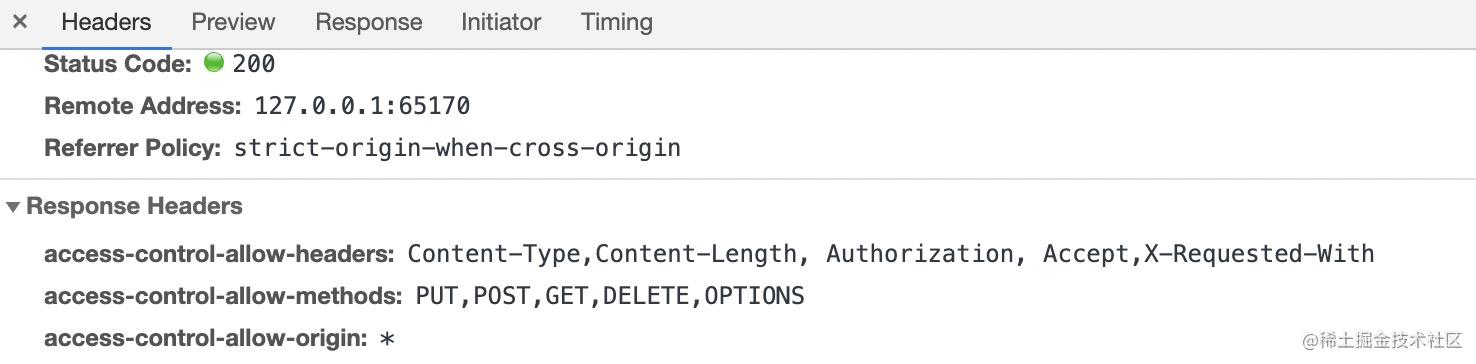 × Headers Preview Response Initiator Timing
Status Code: 200
Remote Address: 127.0.0.1:65170
Referrer Policy: strict-origin-when-cross-origin
▼ Response Headers
access-control-allow-headers: Content-Type,Content-Length, Authorization, Accept,X-Requested-With
access-control-allow-methods: PUT,POST,GET,DELETE,OPTIONS
access-control-allow-origin: *
@稀土掘金技术社区